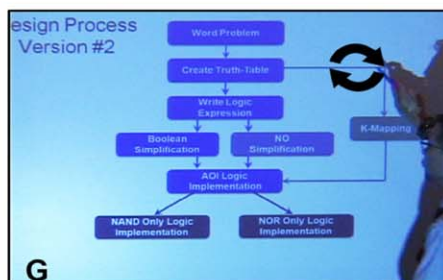 esign Process
Version #2
Word Problem
Create Truth-Table
Write Logic
Expression
Boolean
Simplification
NO
Simplification
K-Mapping
AOI Logic
Implementation
NAND Only Logic
Implementation
NOR Only Logic
Implementation
G